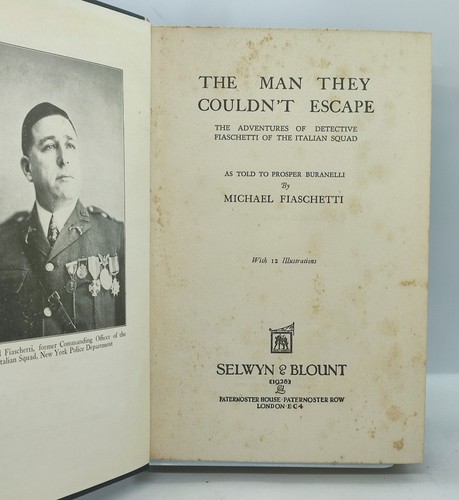 l Fiaschetti, former Commanding Officer of the
talian Squad, New York Police Department
THE MAN THEY
COULDN'T ESCAPE
THE ADVENTURES OF DETECTIVE
FIASCHETTI OF THE ITALIAN SQUAD
AS TOLD TO PROSPER BURANELLI
By
MICHAEL FIASCHETTI
With 12 Illustrations
SELWYN & BLOUNT
1928
PATERNOSTER HOUSE·PATERNOSTER ROW
LONDON·E·C·4